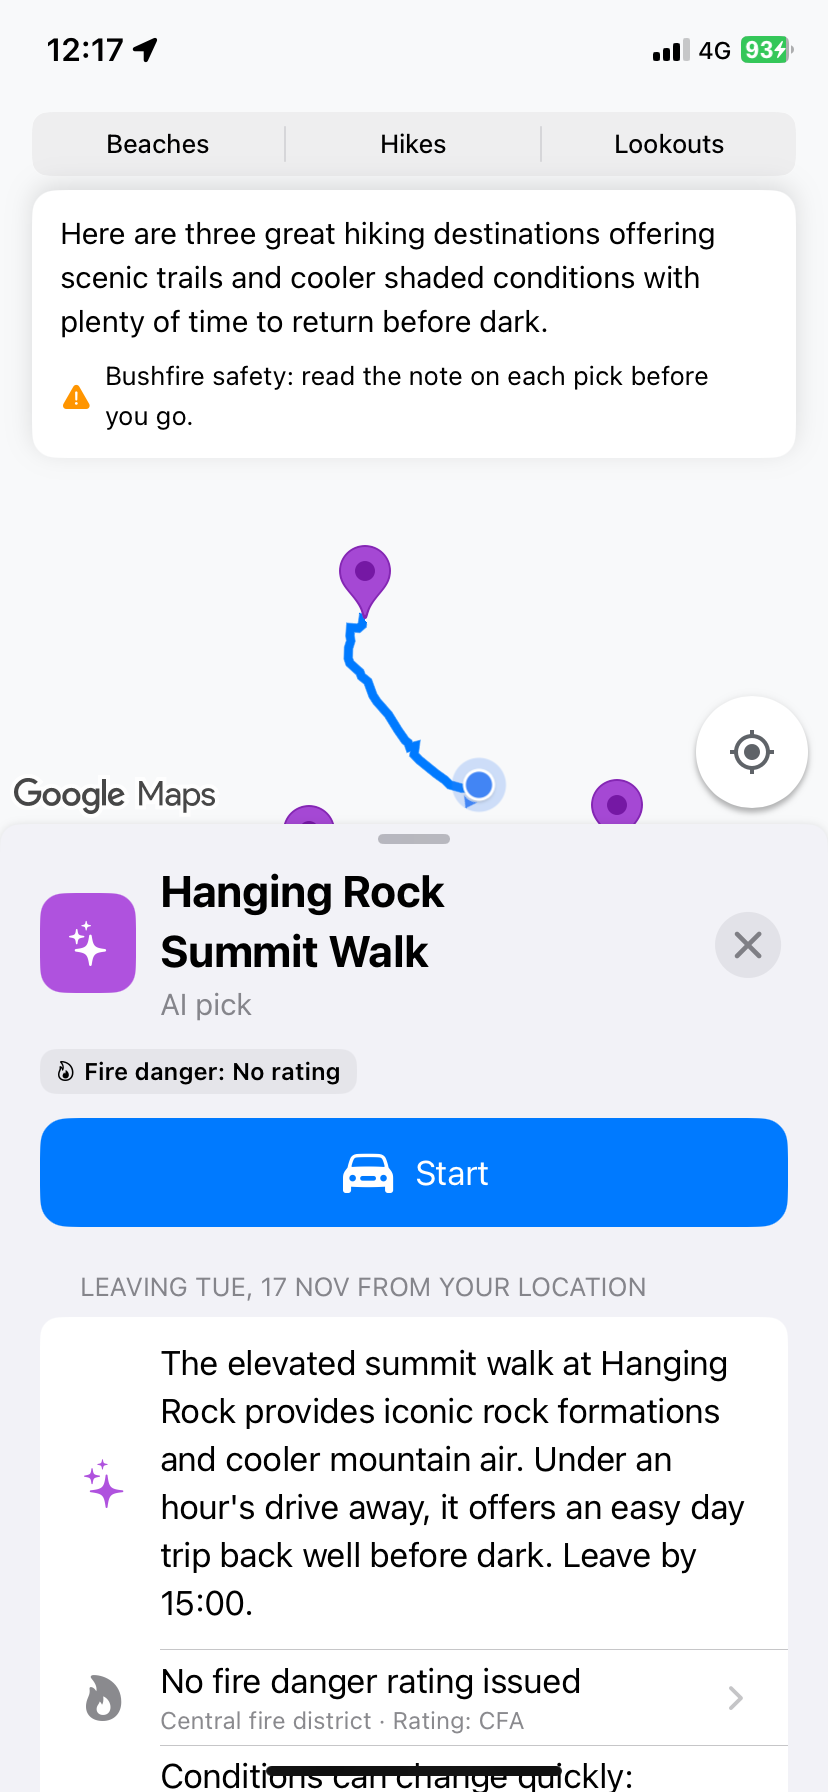 12:17
4G
93
Beaches
Hikes
Lookouts
Here are three great hiking destinations offering
scenic trails and cooler shaded conditions with
plenty of time to return before dark.
Bushfire safety: read the note on each pick before
you go.
Google Maps
Hanging Rock
Summit Walk
AI pick
Fire danger: No rating
Start
LEAVING TUE, 17 NOV FROM YOUR LOCATION
The elevated summit walk at Hanging
Rock provides iconic rock formations
and cooler mountain air. Under an
hour's drive away, it offers an easy day
trip back well before dark. Leave by
15:00.
No fire danger rating issued
Central fire district · Rating: CFA
Conditions can change quickly: